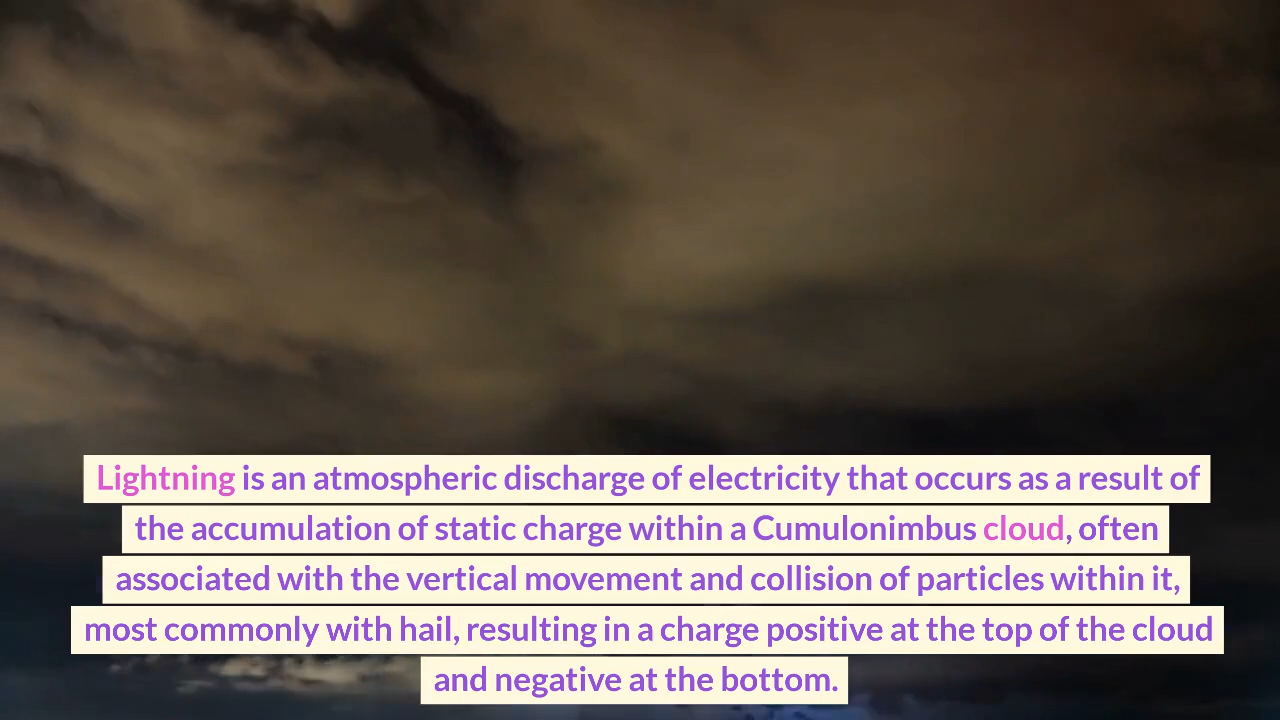 Lightning is an atmospheric discharge of electricity that occurs as a result of
the accumulation of static charge within a Cumulonimbus cloud, often
associated with the vertical movement and collision of particles within it,
most commonly with hail, resulting in a charge positive at the top of the cloud
and negative at the bottom.